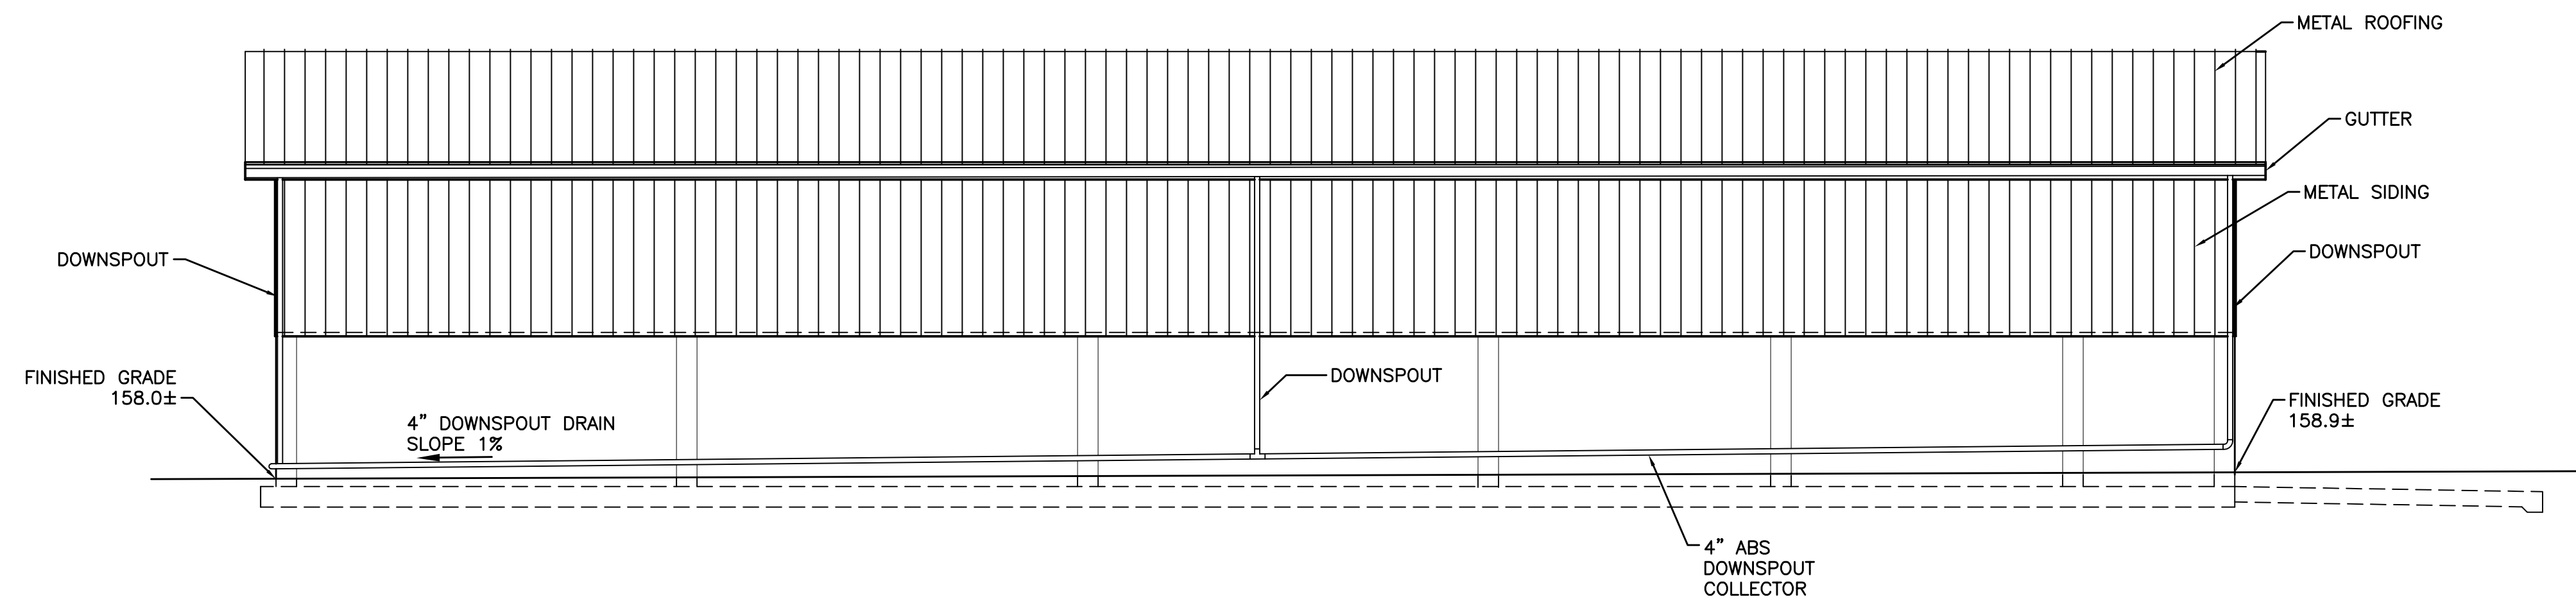 METAL ROOFING
GUTTER
METAL SIDING
DOWNSPOUT
DOWNSPOUT
FINISHED GRADE
158.0±
DOWNSPOUT
4” DOWNSPOUT DRAIN
SLOPE 1%
FINISHED GRADE
158.9±
4” ABS
DOWNSPOUT
COLLECTOR